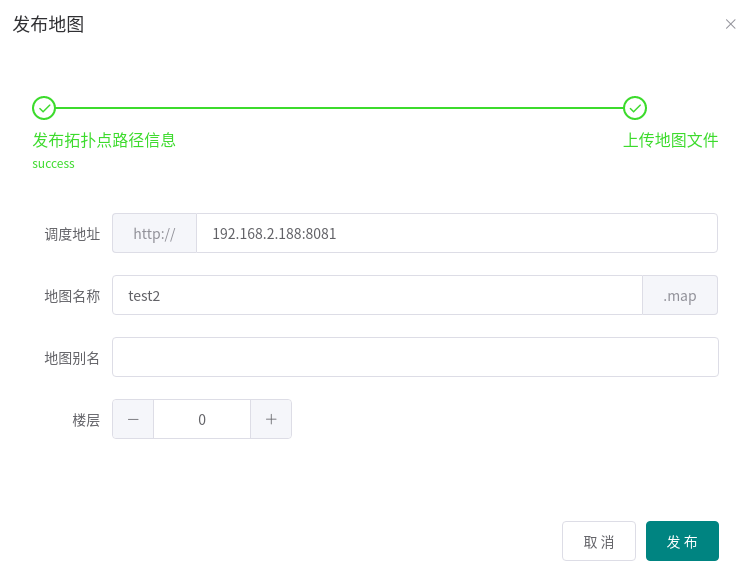 发布地图
发布拓扑点路径信息
上传地图文件
success
调度地址 http:// 192.168.2.188:8081
地图名称 test2 .map
地图别名
楼层 0
取 消 发 布